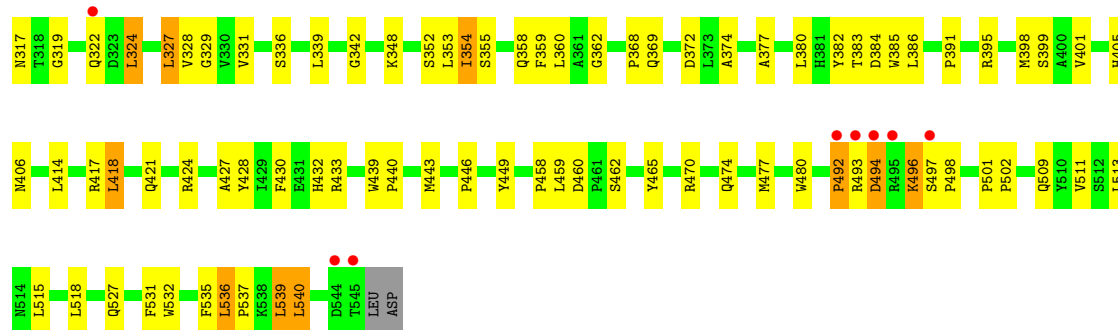 N317 T318 G319 Q322 D323 L324 L327 V328 G329 V330 V331 S336 L339 G342 K348 S352 L353 I354 S355 Q358 F359 L360 A361 G362 P368 Q369 D372 L373 A374 A377 L380 H381 Y382 T383 D384 W385 L386 P391 R395 M398 S399 A400 V401 H405
N406 L414 R417 L418 Q421 R424 A427 Y428 I429 F430 E431 H432 R433 W439 P440 M443 P446 Y449 P458 L459 D460 P461 S462 Y465 R470 Q474 M477 W480 P492 R493 D494 R495 K496 S497 P498 P501 P502 Q509 Y510 V511 S512 L513
N514 L515 L518 Q527 F531 W532 F535 L536 P537 K538 L539 L540 D544 T545 LEU ASP